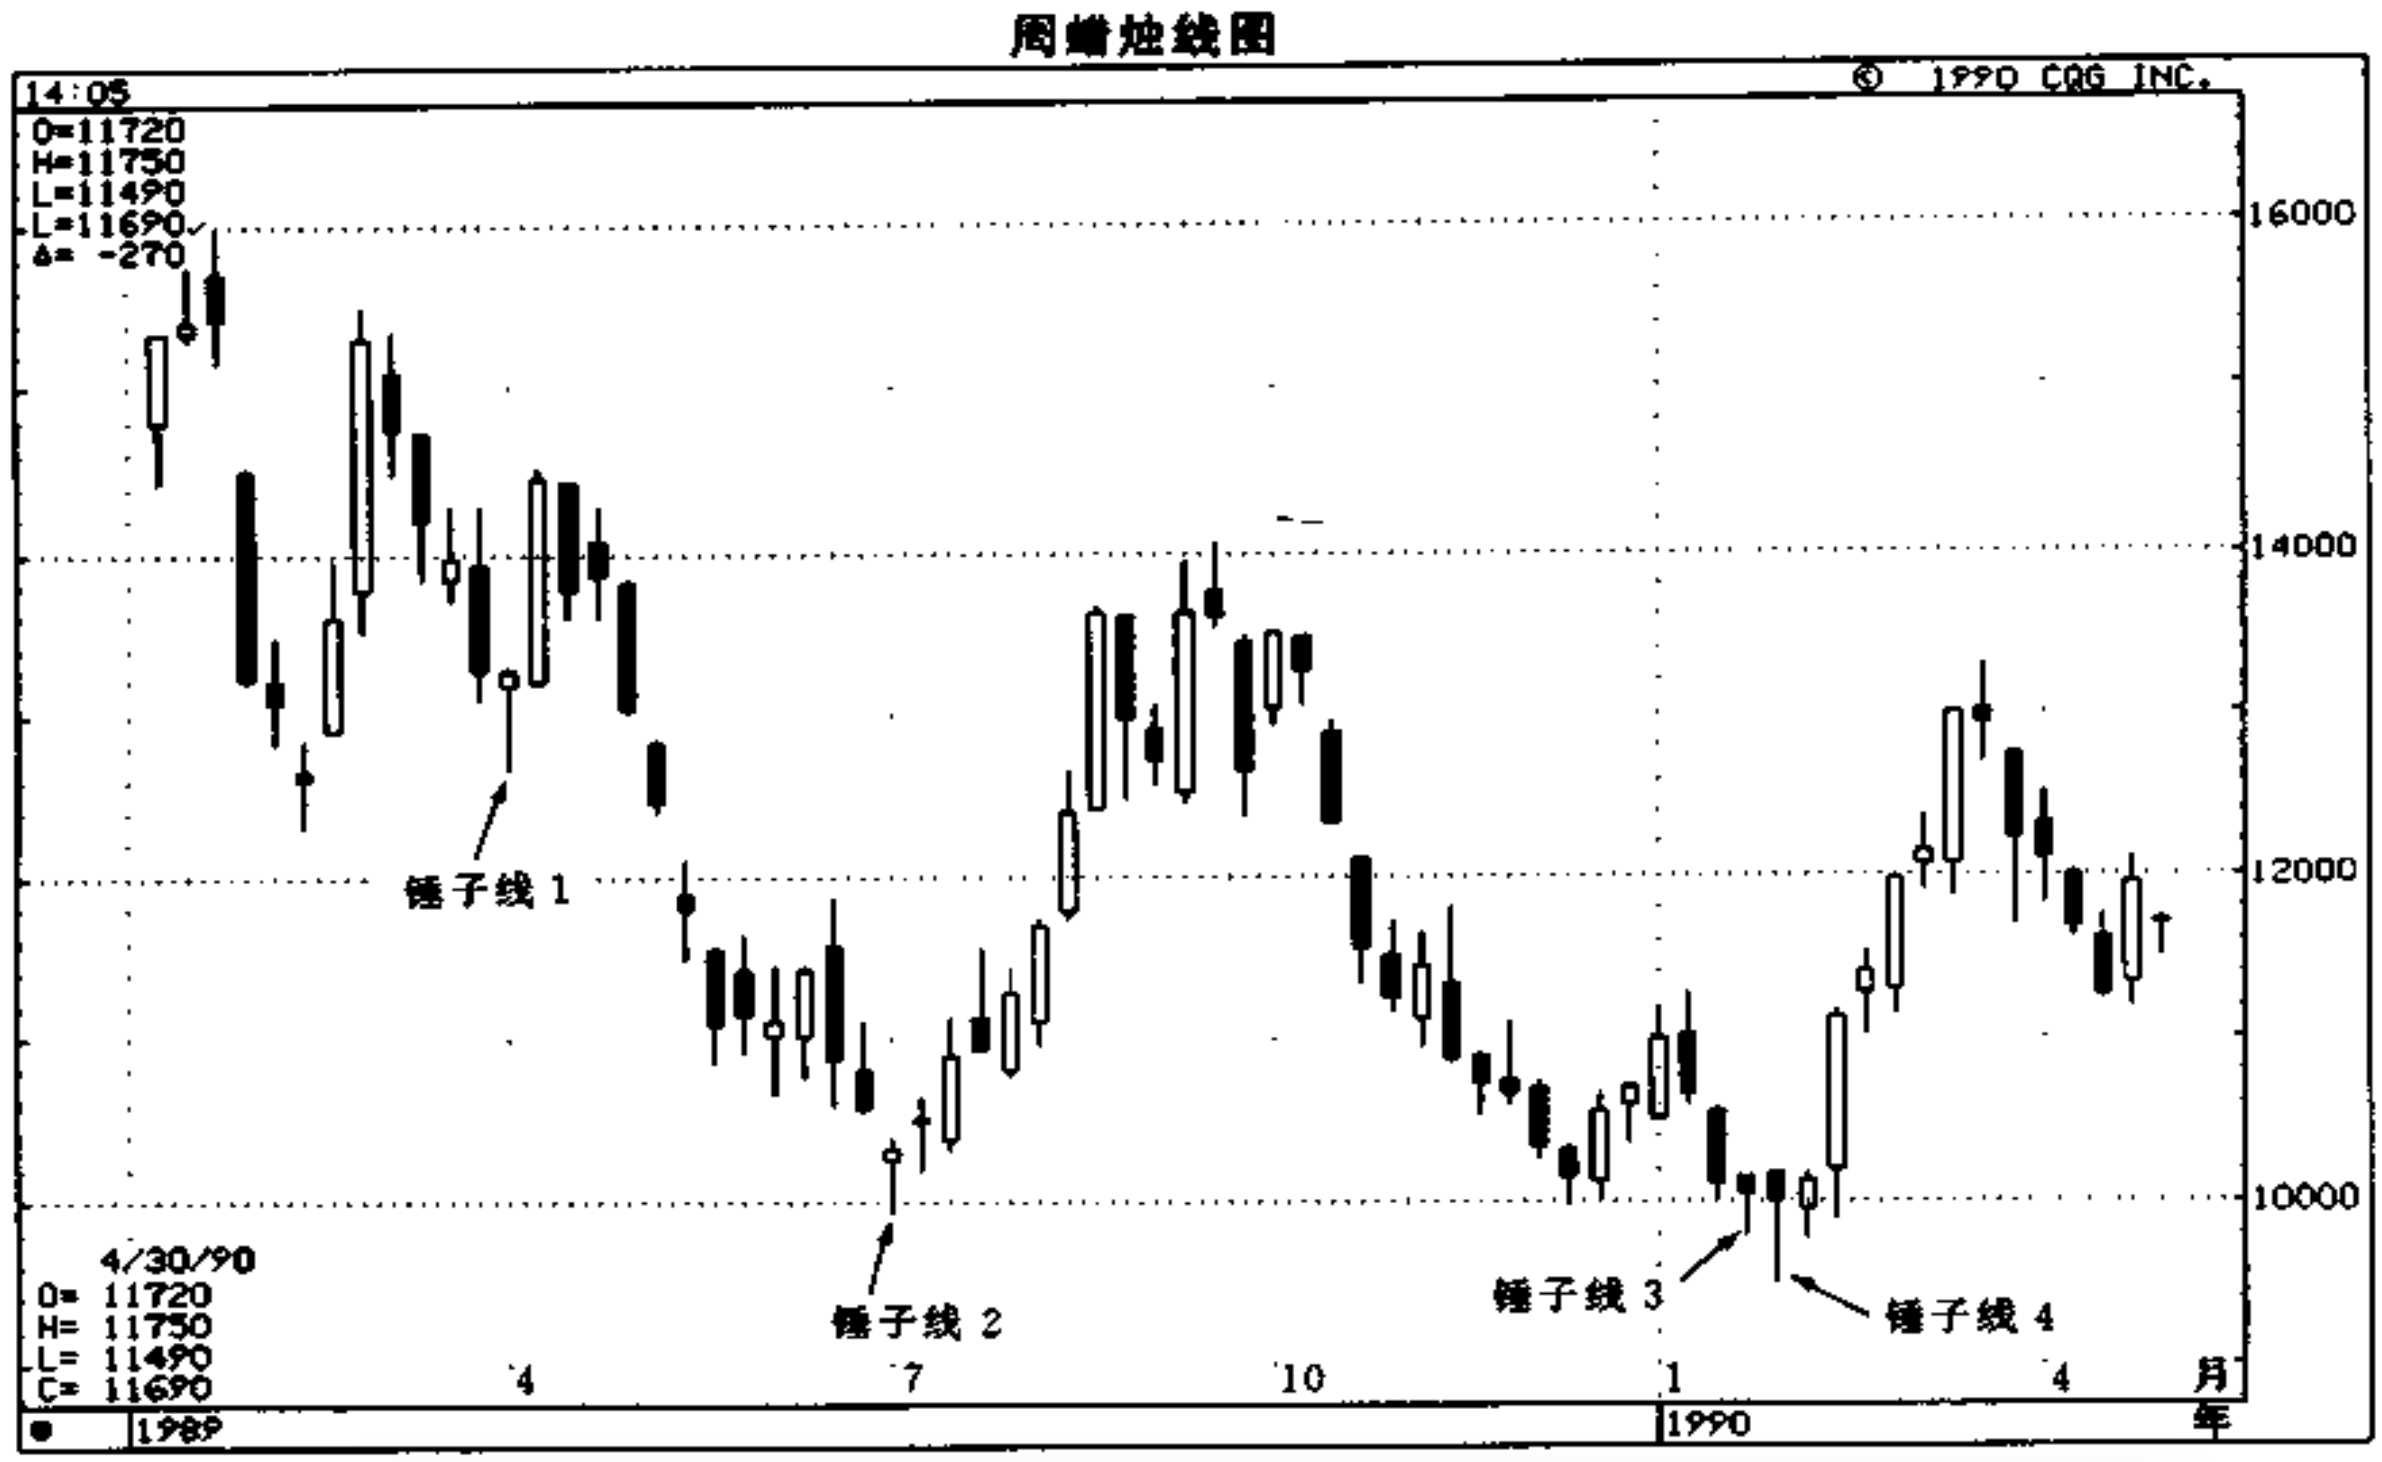 周蜡烛线图
14:05
© 1990 CQG INC.
O=11720
H=11750
L=11490
L=11690✓
Δ= -270
16000
14000
12000
10000
锤子线 1
锤子线 2
锤子线 3
锤子线 4
4/30/90
O= 11720
H= 11750
L= 11490
C= 11690
4 7 10 1 4 月
1989 1990 年